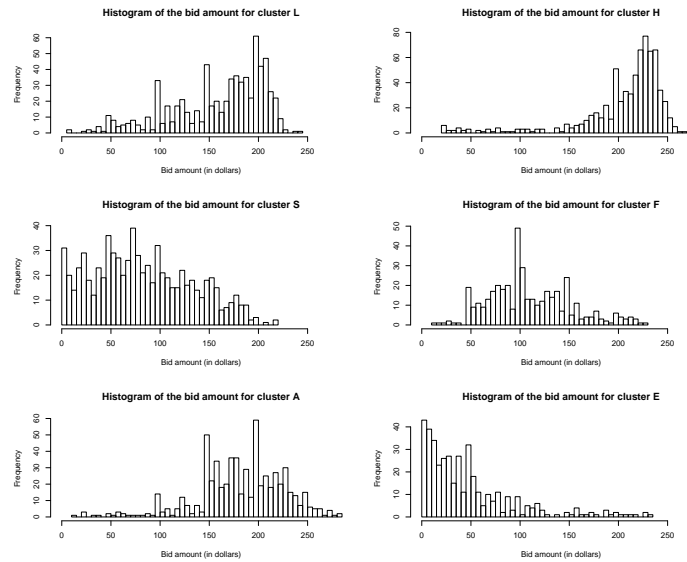 Histogram of the bid amount for cluster L
Frequency
0 10 20 30 40 50 60
0 50 100 150 200 250
Bid amount (in dollars)
Histogram of the bid amount for cluster H
Frequency
0 20 40 60 80
0 50 100 150 200 250
Bid amount (in dollars)
Histogram of the bid amount for cluster S
Frequency
0 10 20 30 40
0 50 100 150 200 250
Bid amount (in dollars)
Histogram of the bid amount for cluster F
Frequency
0 10 20 30 40 50
0 50 100 150 200 250
Bid amount (in dollars)
Histogram of the bid amount for cluster A
Frequency
0 10 20 30 40 50 60
0 50 100 150 200 250
Bid amount (in dollars)
Histogram of the bid amount for cluster E
Frequency
0 10 20 30 40
0 50 100 150 200 250
Bid amount (in dollars)